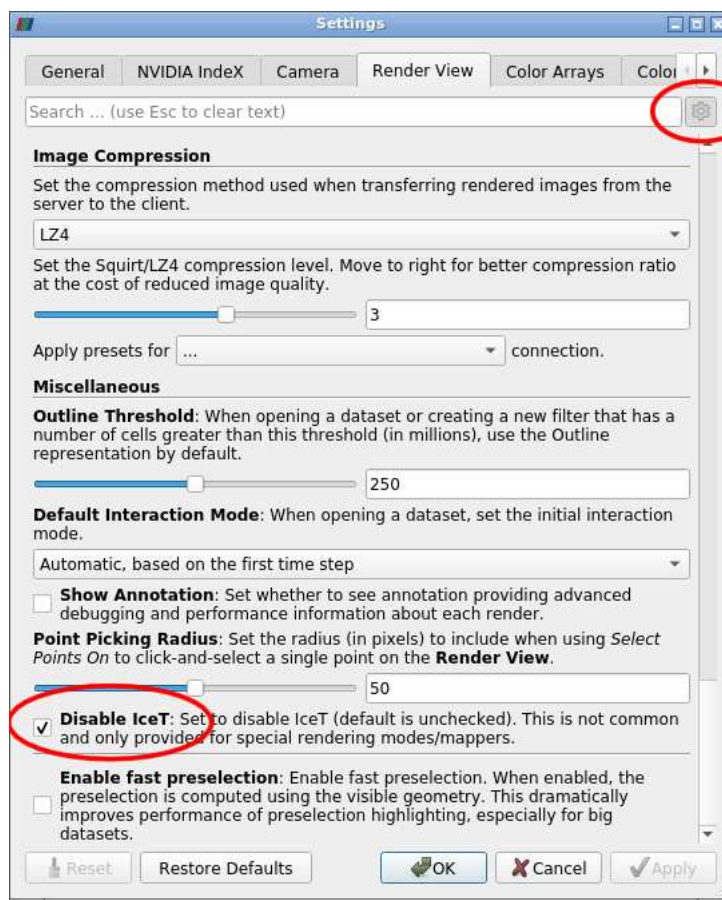 Settings
General NVIDIA IndeX Camera Render View Color Arrays Color
Search ... (use Esc to clear text)
Image Compression
Set the compression method used when transferring rendered images from the
server to the client.
LZ4
Set the Squirt/LZ4 compression level. Move to right for better compression ratio
at the cost of reduced image quality.
3
Apply presets for ... connection.
Miscellaneous
Outline Threshold: When opening a dataset or creating a new filter that has a
number of cells greater than this threshold (in millions), use the Outline
representation by default.
250
Default Interaction Mode: When opening a dataset, set the initial interaction
mode.
Automatic, based on the first time step
Show Annotation: Set whether to see annotation providing advanced
debugging and performance information about each render.
Point Picking Radius: Set the radius (in pixels) to include when using Select
Points On to click-and-select a single point on the Render View.
50
Disable IceT: Set to disable IceT (default is unchecked). This is not common
and only provided for special rendering modes/mappers.
Enable fast preselection: Enable fast preselection. When enabled, the
preselection is computed using the visible geometry. This dramatically
improves performance of preselection highlighting, especially for big
datasets.
Reset Restore Defaults OK Cancel Apply